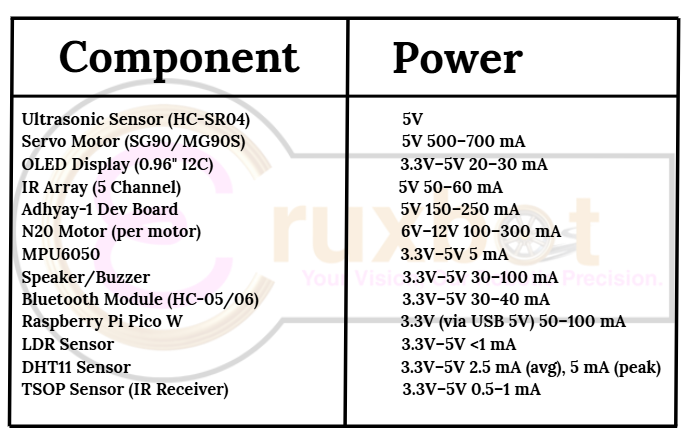 Component Power
Ultrasonic Sensor (HC-SR04) 5V
Servo Motor (SG90/MG90S) 5V 500–700 mA
OLED Display (0.96" I2C) 3.3V–5V 20–30 mA
IR Array (5 Channel) 5V 50–60 mA
Adhyay-1 Dev Board 5V 150–250 mA
N20 Motor (per motor) 6V–12V 100–300 mA
MPU6050 3.3V–5V 5 mA
Speaker/Buzzer 3.3V–5V 30–100 mA
Bluetooth Module (HC-05/06) 3.3V–5V 30–40 mA
Raspberry Pi Pico W 3.3V (via USB 5V) 50–100 mA
LDR Sensor 3.3V–5V <1 mA
DHT11 Sensor 3.3V–5V 2.5 mA (avg), 5 mA (peak)
TSOP Sensor (IR Receiver) 3.3V–5V 0.5–1 mA
eruxbot
Your Vision Precision.